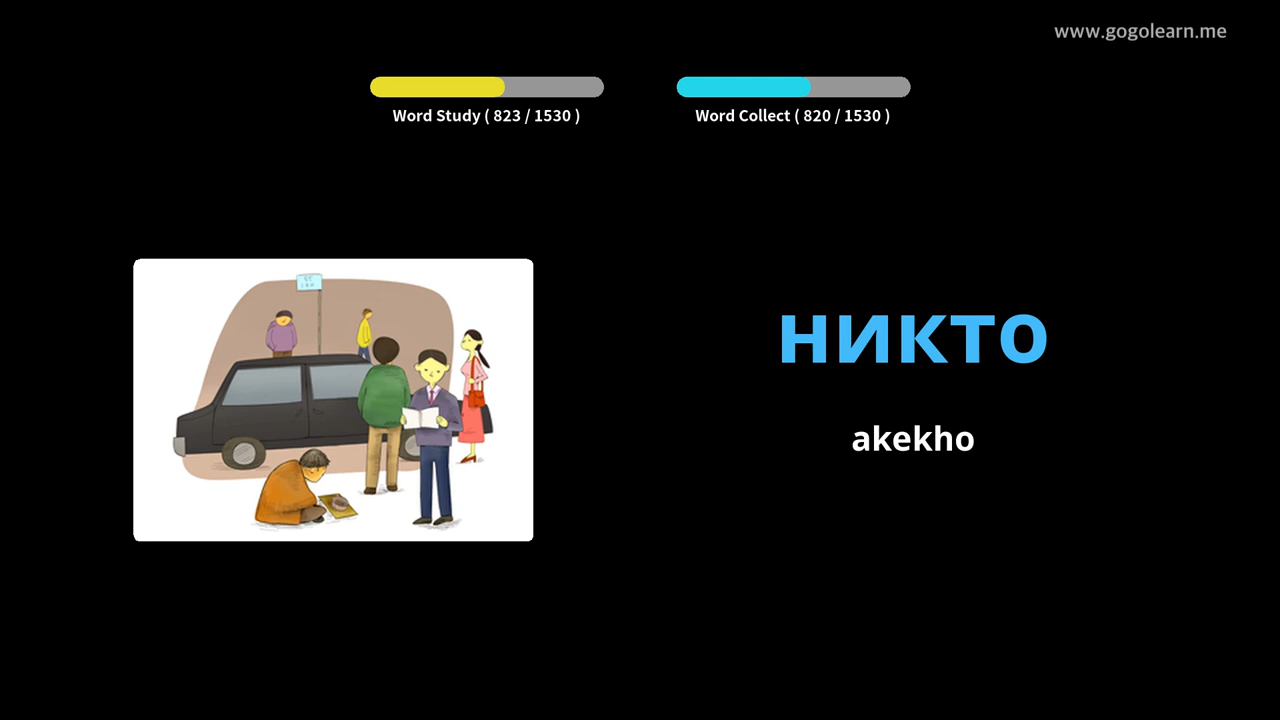 www.gogolearn.me
Word Study ( 823 / 1530 )
Word Collect ( 820 / 1530 )
никто
akekho